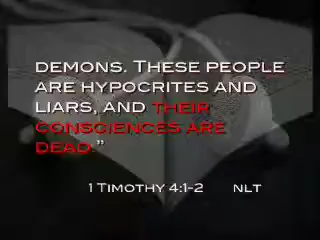 DEMONS. THESE PEOPLE
ARE HYPOCRITES AND
LIARS, AND THEIR
CONSCIENCES ARE
DEAD.”
1 TIMOTHY 4:1-2 NLT